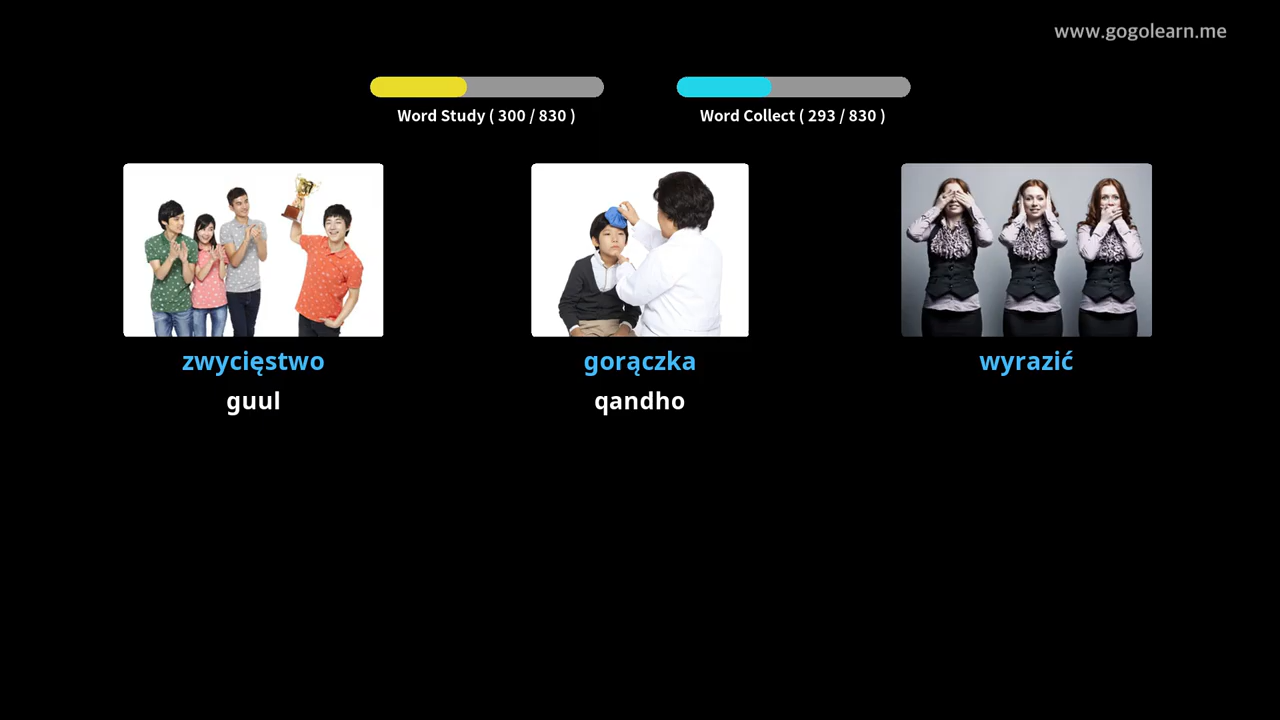 www.gogolearn.me
Word Study ( 300 / 830 )
Word Collect ( 293 / 830 )
zwycięstwo
guul
gorączka
qandho
wyrazić